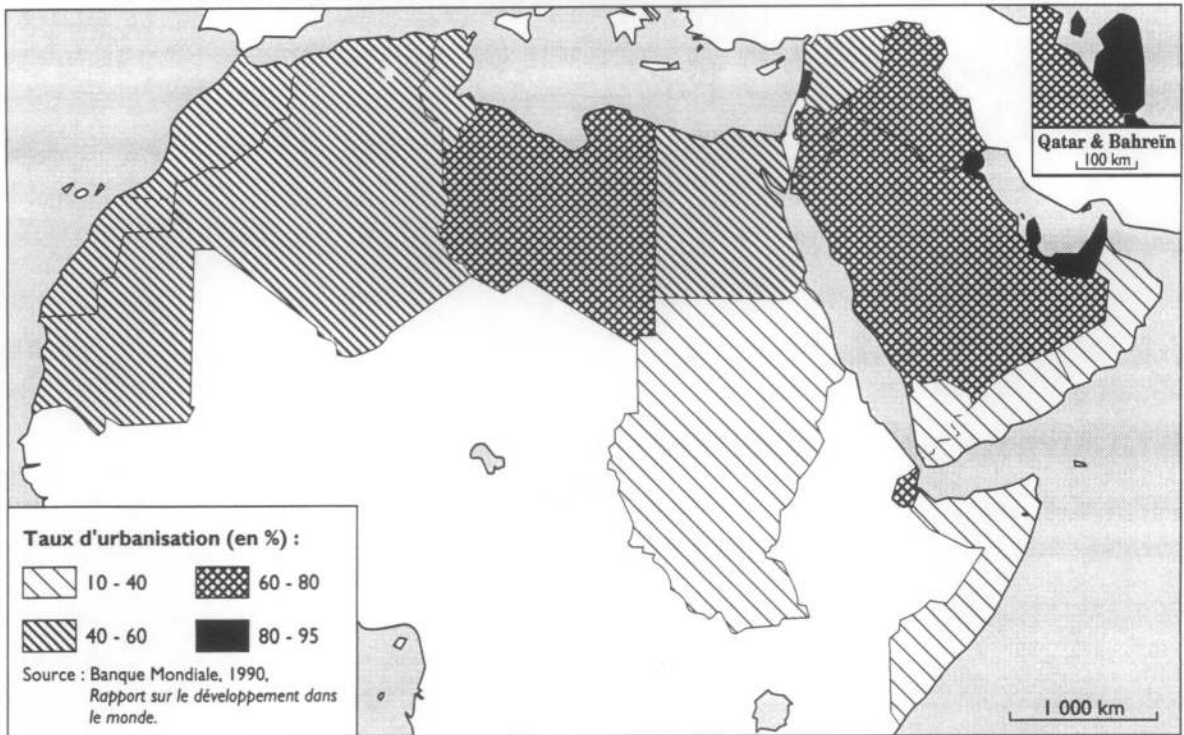 Qatar & Bahreïn
100 km
Taux d'urbanisation (en %) :
10 - 40
60 - 80
40 - 60
80 - 95
Source : Banque Mondiale, 1990,
Rapport sur le développement dans
le monde.
1 000 km